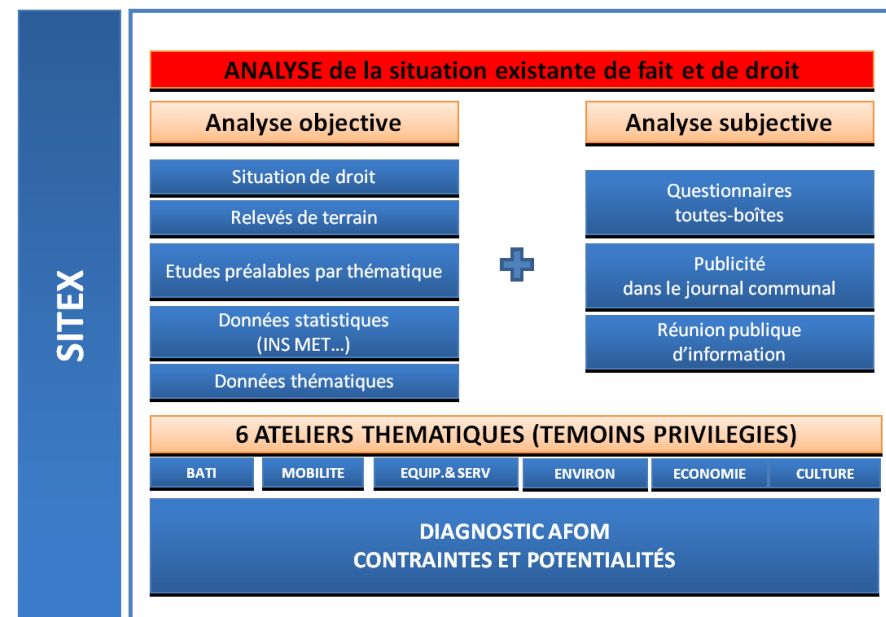 SITEX
ANALYSE de la situation existante de fait et de droit
Analyse objective
Situation de droit
Relevés de terrain
Etudes préalables par thématique
Données statistiques
(INS MET...)
Données thématiques
Analyse subjective
Questionnaires
toutes-boîtes
Publicité
dans le journal communal
Réunion publique
d'information
6 ATELIERS THEMATIQUES (TEMOINS PRIVILEGIES)
BATI MOBILITE EQUIP.& SERV ENVIRON ECONOMIE CULTURE
DIAGNOSTIC AFOM
CONTRAINTES ET POTENTIALITÉS